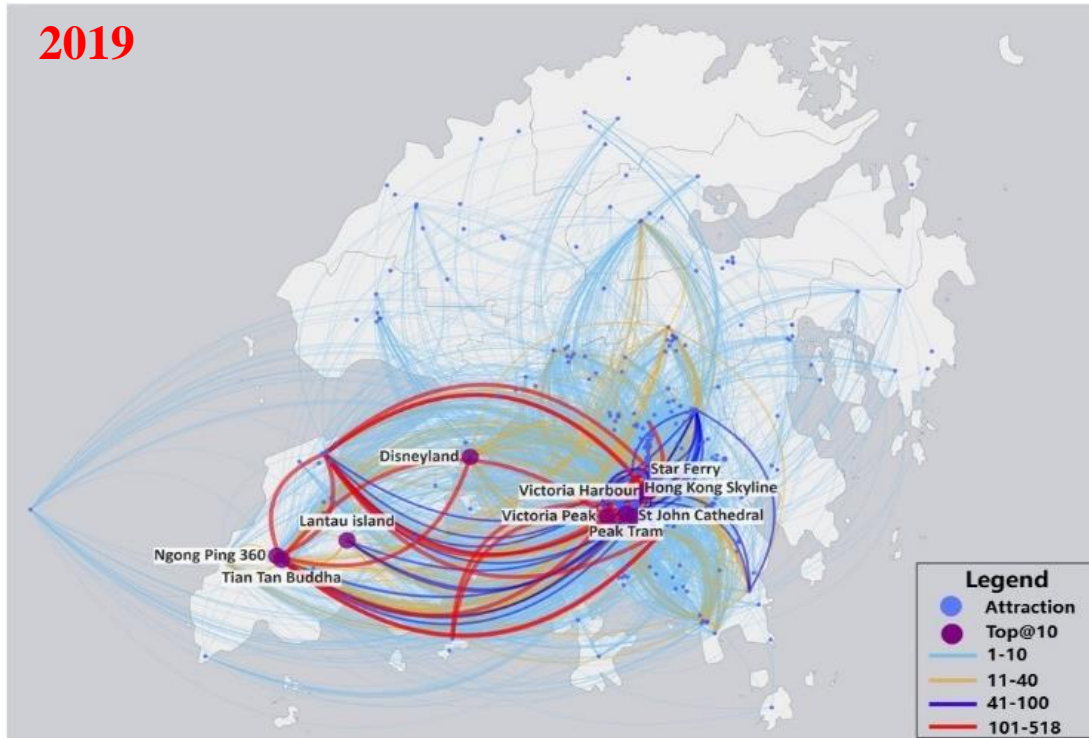 2019
Disneyland
Star Ferry
Victoria Harbour
Hong Kong Skyline
Victoria Peak
St John Cathedral
Peak Tram
Lantau island
Ngong Ping 360
Tian Tan Buddha
Legend
Attraction
Top@10
1-10
11-40
41-100
101-518